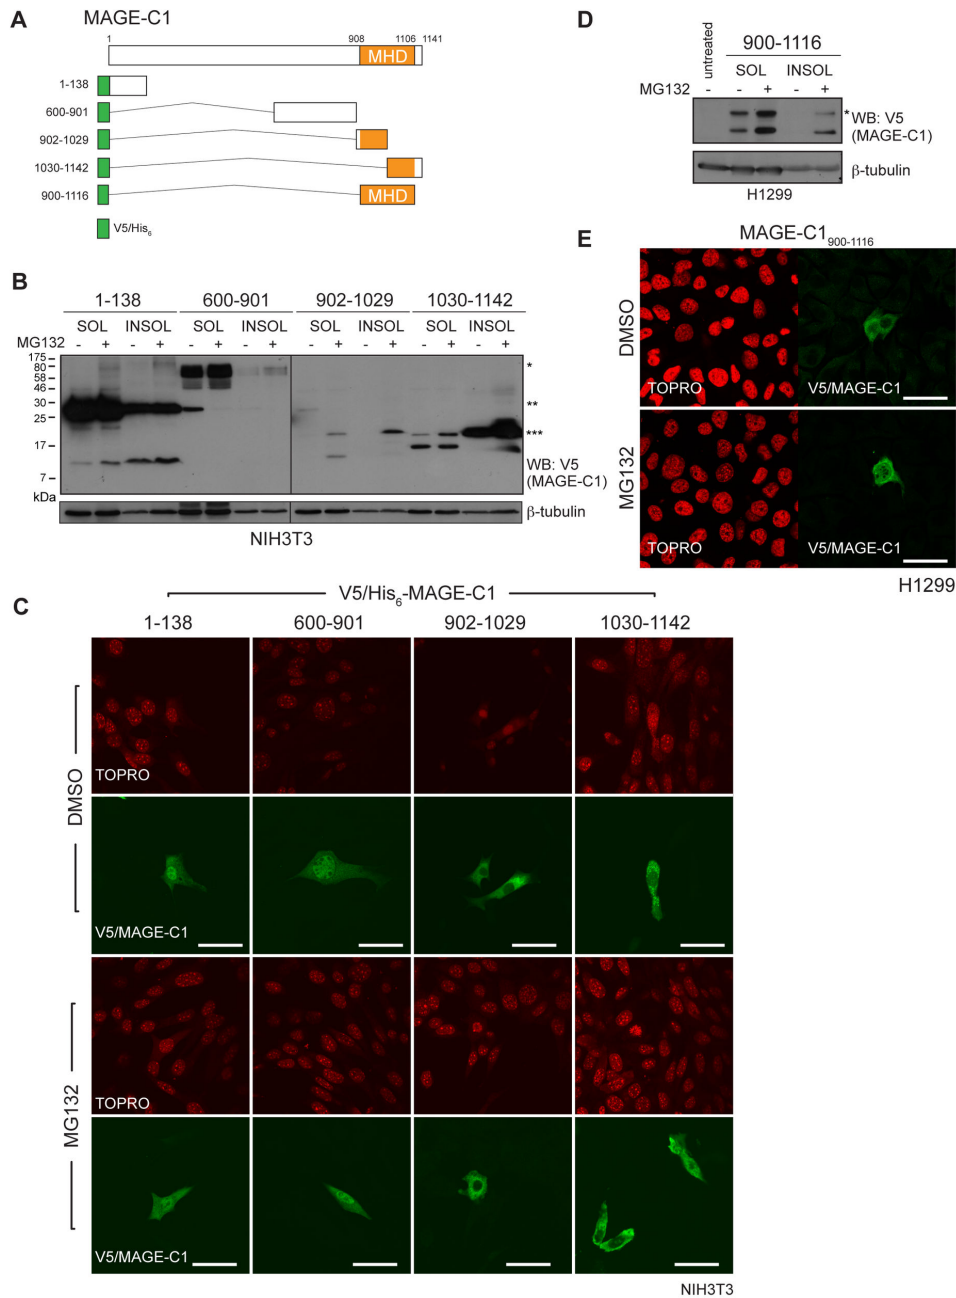 A
MAGE-C1
1 908 1106 1141
MHD
1-138
600-901
902-1029
1030-1142
900-1116
MHD
V5/His6
B
1-138 600-901 902-1029 1030-1142
SOL INSOL SOL INSOL SOL INSOL SOL INSOL
MG132 - + - + - + - + - + - + - + - +
175
80
58
46
30
25
17
7
kDa
*
**
***
WB: V5
(MAGE-C1)
β-tubulin
NIH3T3
C
V5/His6-MAGE-C1
1-138 600-901 902-1029 1030-1142
DMSO
TOPRO
V5/MAGE-C1
MG132
TOPRO
V5/MAGE-C1
NIH3T3
D
untreated
900-1116
SOL INSOL
MG132 - - + - +
* WB: V5
(MAGE-C1)
β-tubulin
H1299
E
MAGE-C1900-1116
DMSO
TOPRO V5/MAGE-C1
MG132
TOPRO V5/MAGE-C1
H1299